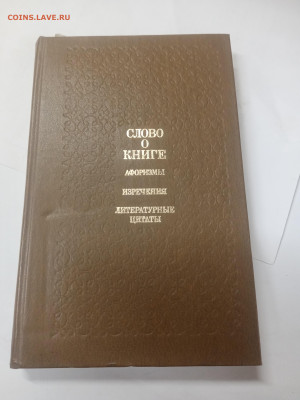 COINS.LAVE.RU
СЛОВО
О
КНИГЕ
АФОРИЗМЫ
ИЗРЕЧЕНИЯ
ЛИТЕРАТУРНЫЕ
ЦИТАТЫ